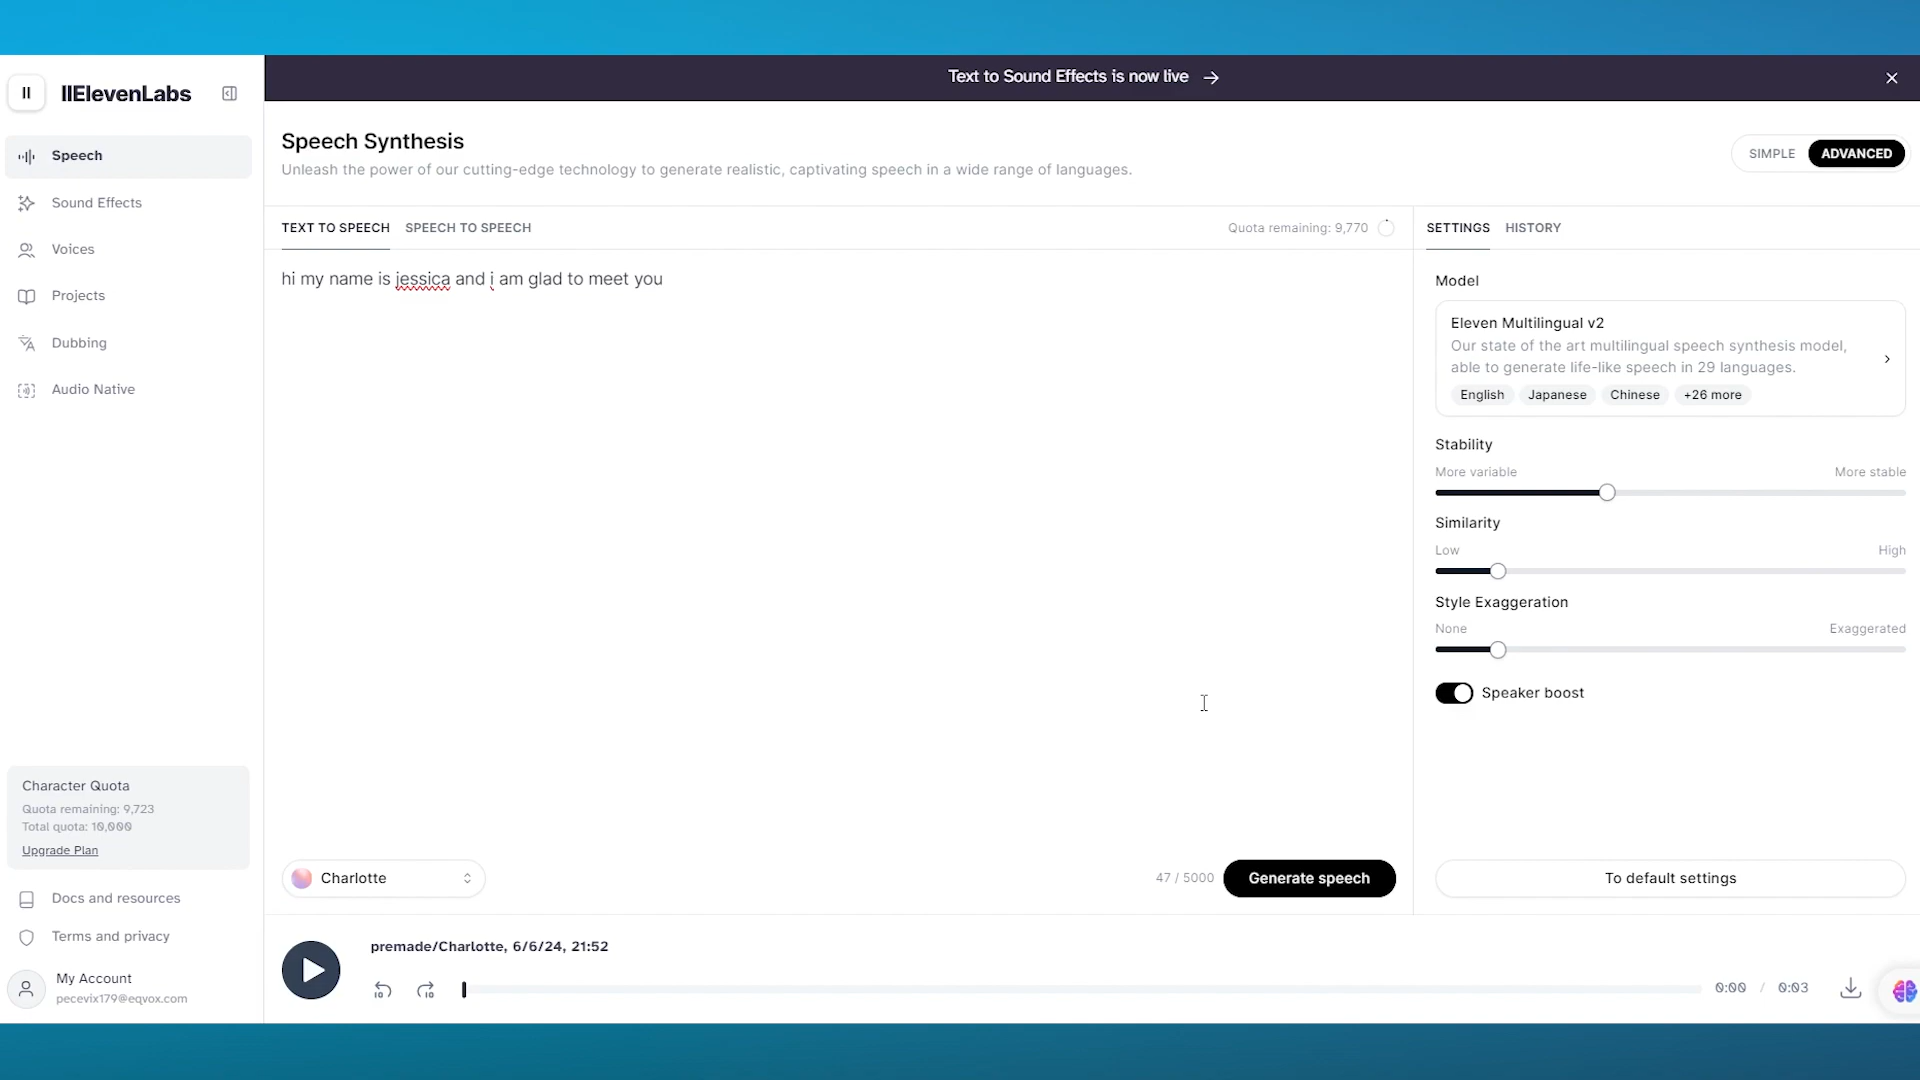 Text to Sound Effects is now live
IIElevenLabs
Speech
Sound Effects
Voices
Projects
Dubbing
Audio Native
Character Quota
Quota remaining: 9,723
Total quota: 10,000
Upgrade Plan
Docs and resources
Terms and privacy
My Account
pecevix179@eqvox.com
Speech Synthesis
Unleash the power of our cutting-edge technology to generate realistic, captivating speech in a wide range of languages.
SIMPLE ADVANCED
TEXT TO SPEECH SPEECH TO SPEECH
Quota remaining: 9,770
hi my name is jessica and i am glad to meet you
Charlotte
47 / 5000
Generate speech
SETTINGS HISTORY
Model
Eleven Multilingual v2
Our state of the art multilingual speech synthesis model,
able to generate life-like speech in 29 languages.
English Japanese Chinese +26 more
Stability
More variable More stable
Similarity
Low High
Style Exaggeration
None Exaggerated
Speaker boost
To default settings
premade/Charlotte, 6/6/24, 21:52
10 10
0:00 / 0:03